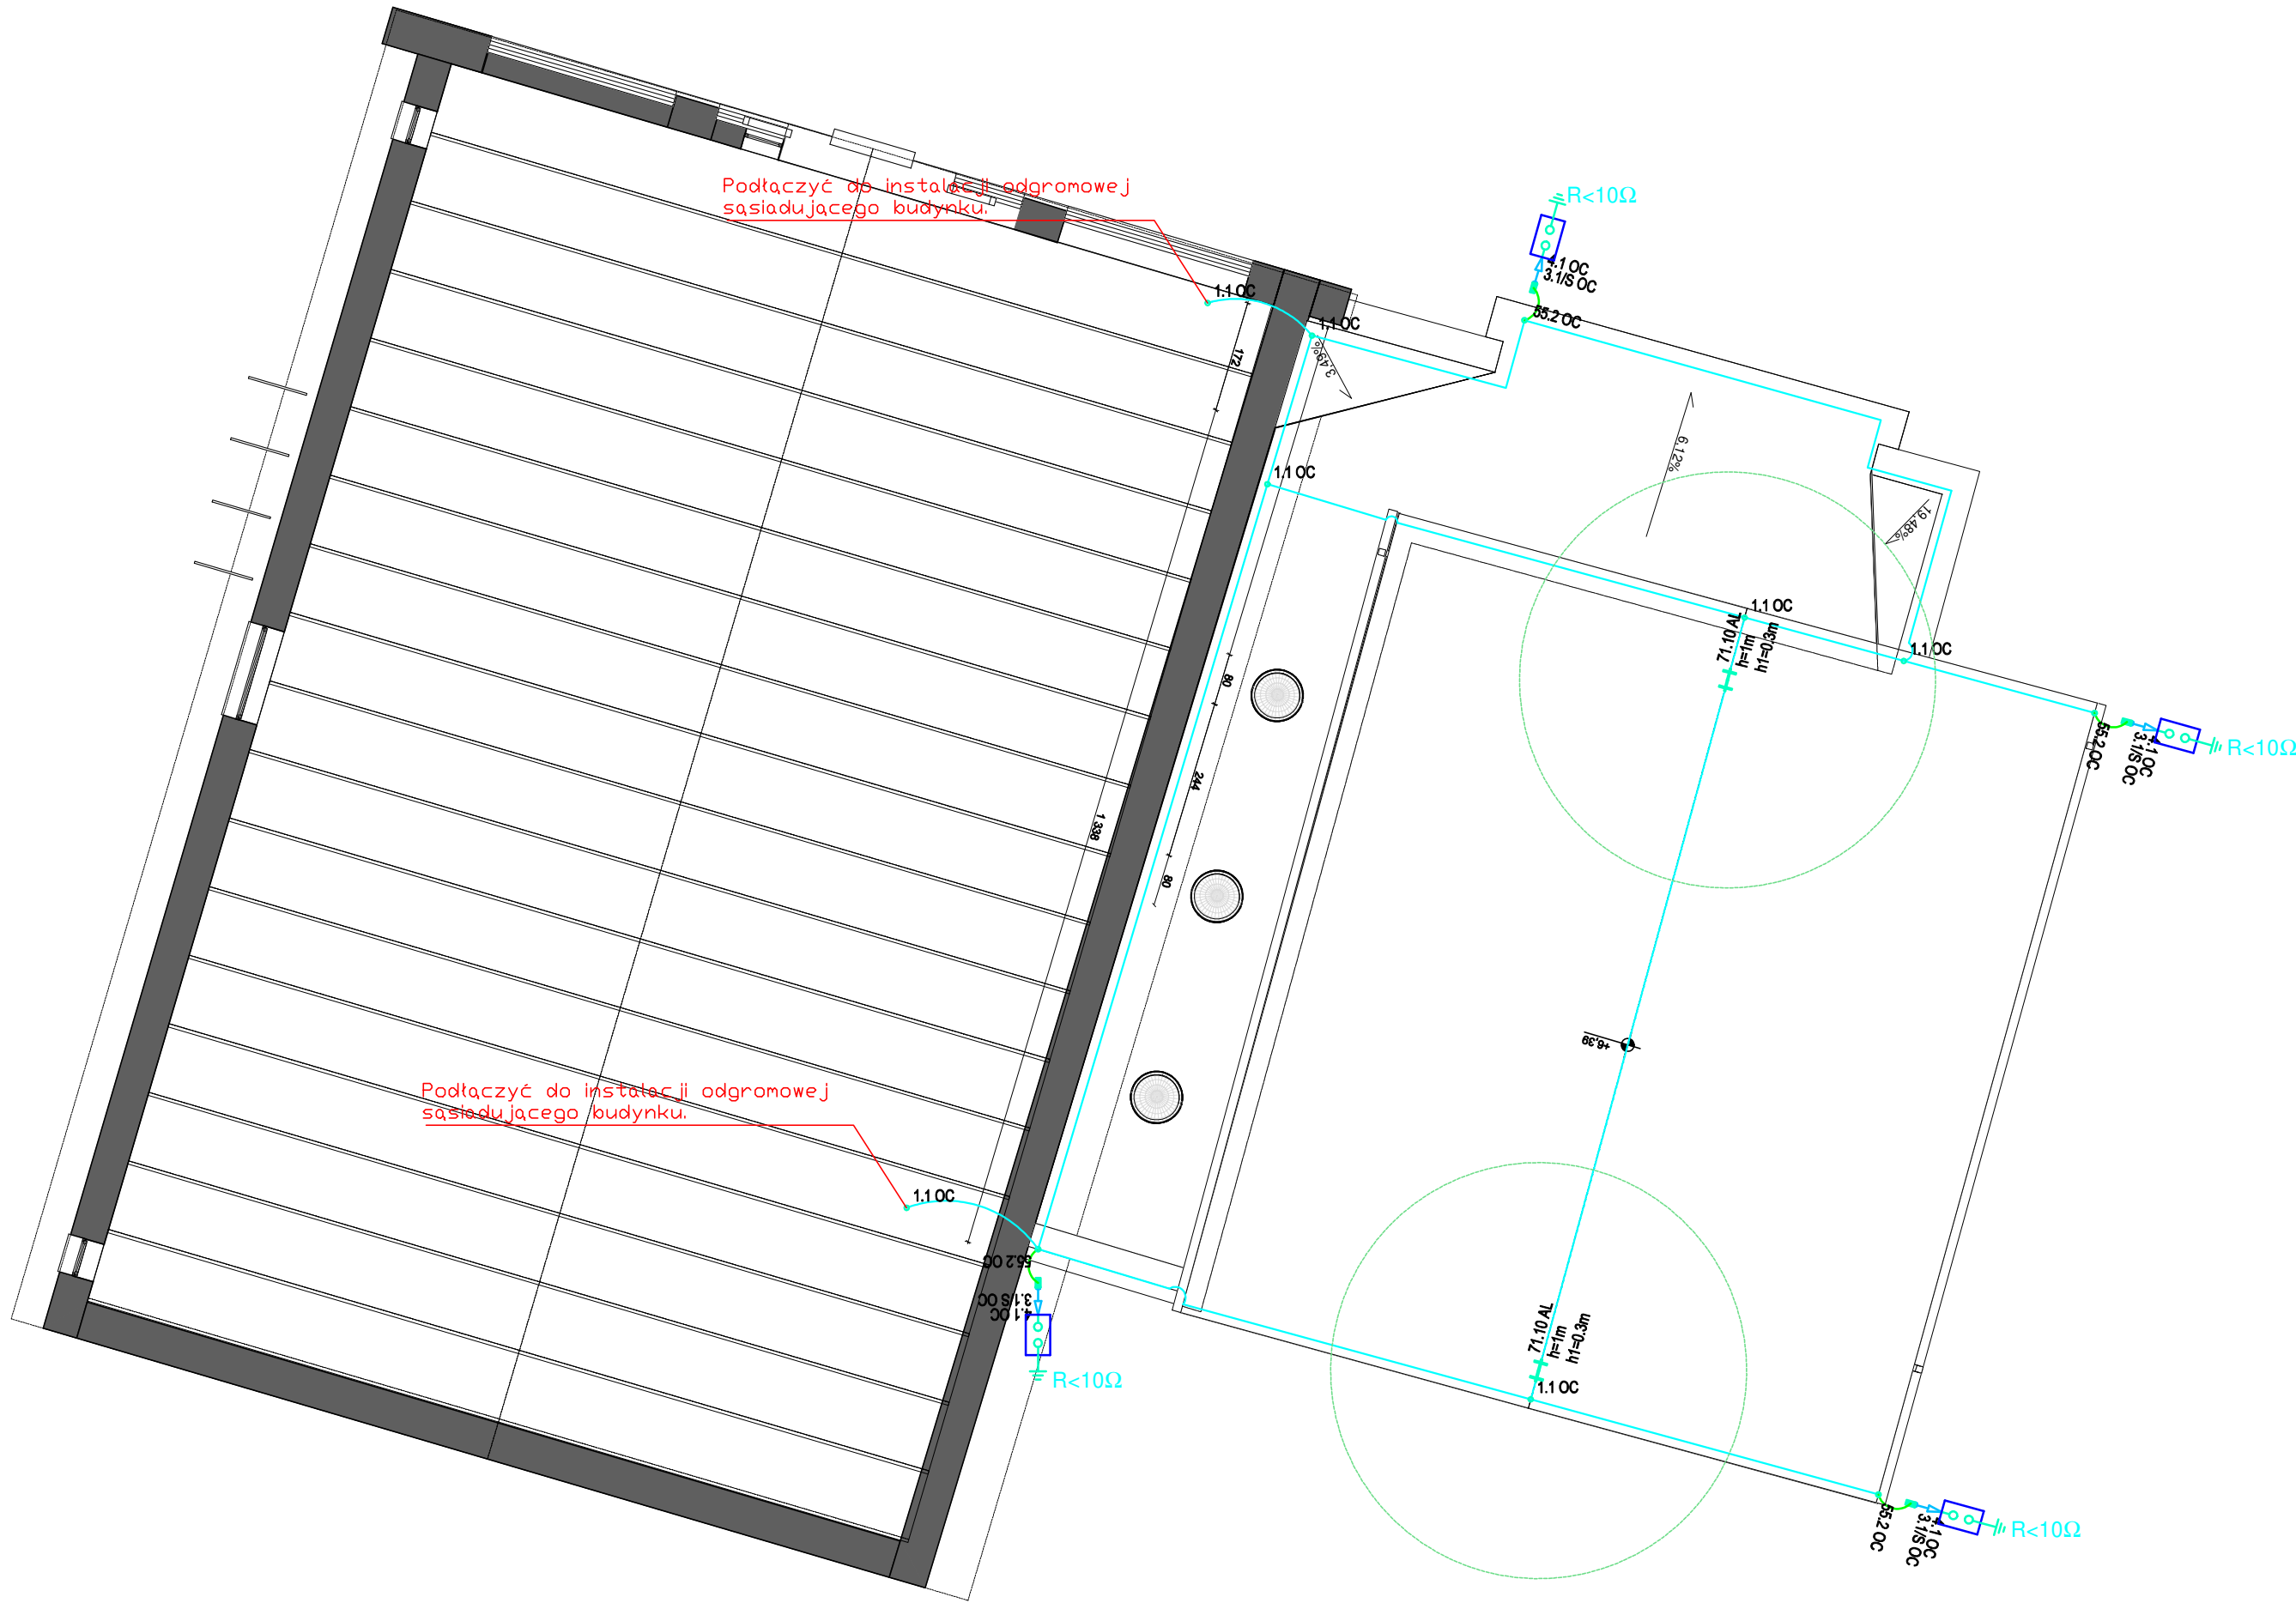 Podłączyć do instalacji odgromowej
sąsiadującego budynku.
R<10Ω
4.1 OC
3.1/S OC
55.2 OC
1.1 OC
1.1 OC
172
3,49%
6,12%
1.1 OC
19,48%
1.1 OC
71.10 AL
h=1m
h1=0.3m
1.1 OC
80
244
80
1 338
55.2 OC
4.1 OC
3.1/S OC
R<10Ω
+6,39
Podłączyć do instalacji odgromowej
sąsiadującego budynku.
1.1 OC
55.2 OC
3.1/S OC
4.1 OC
R<10Ω
71.10 AL
h=1m
h1=0.3m
1.1 OC
55.2 OC
4.1 OC
3.1/S OC
R<10Ω